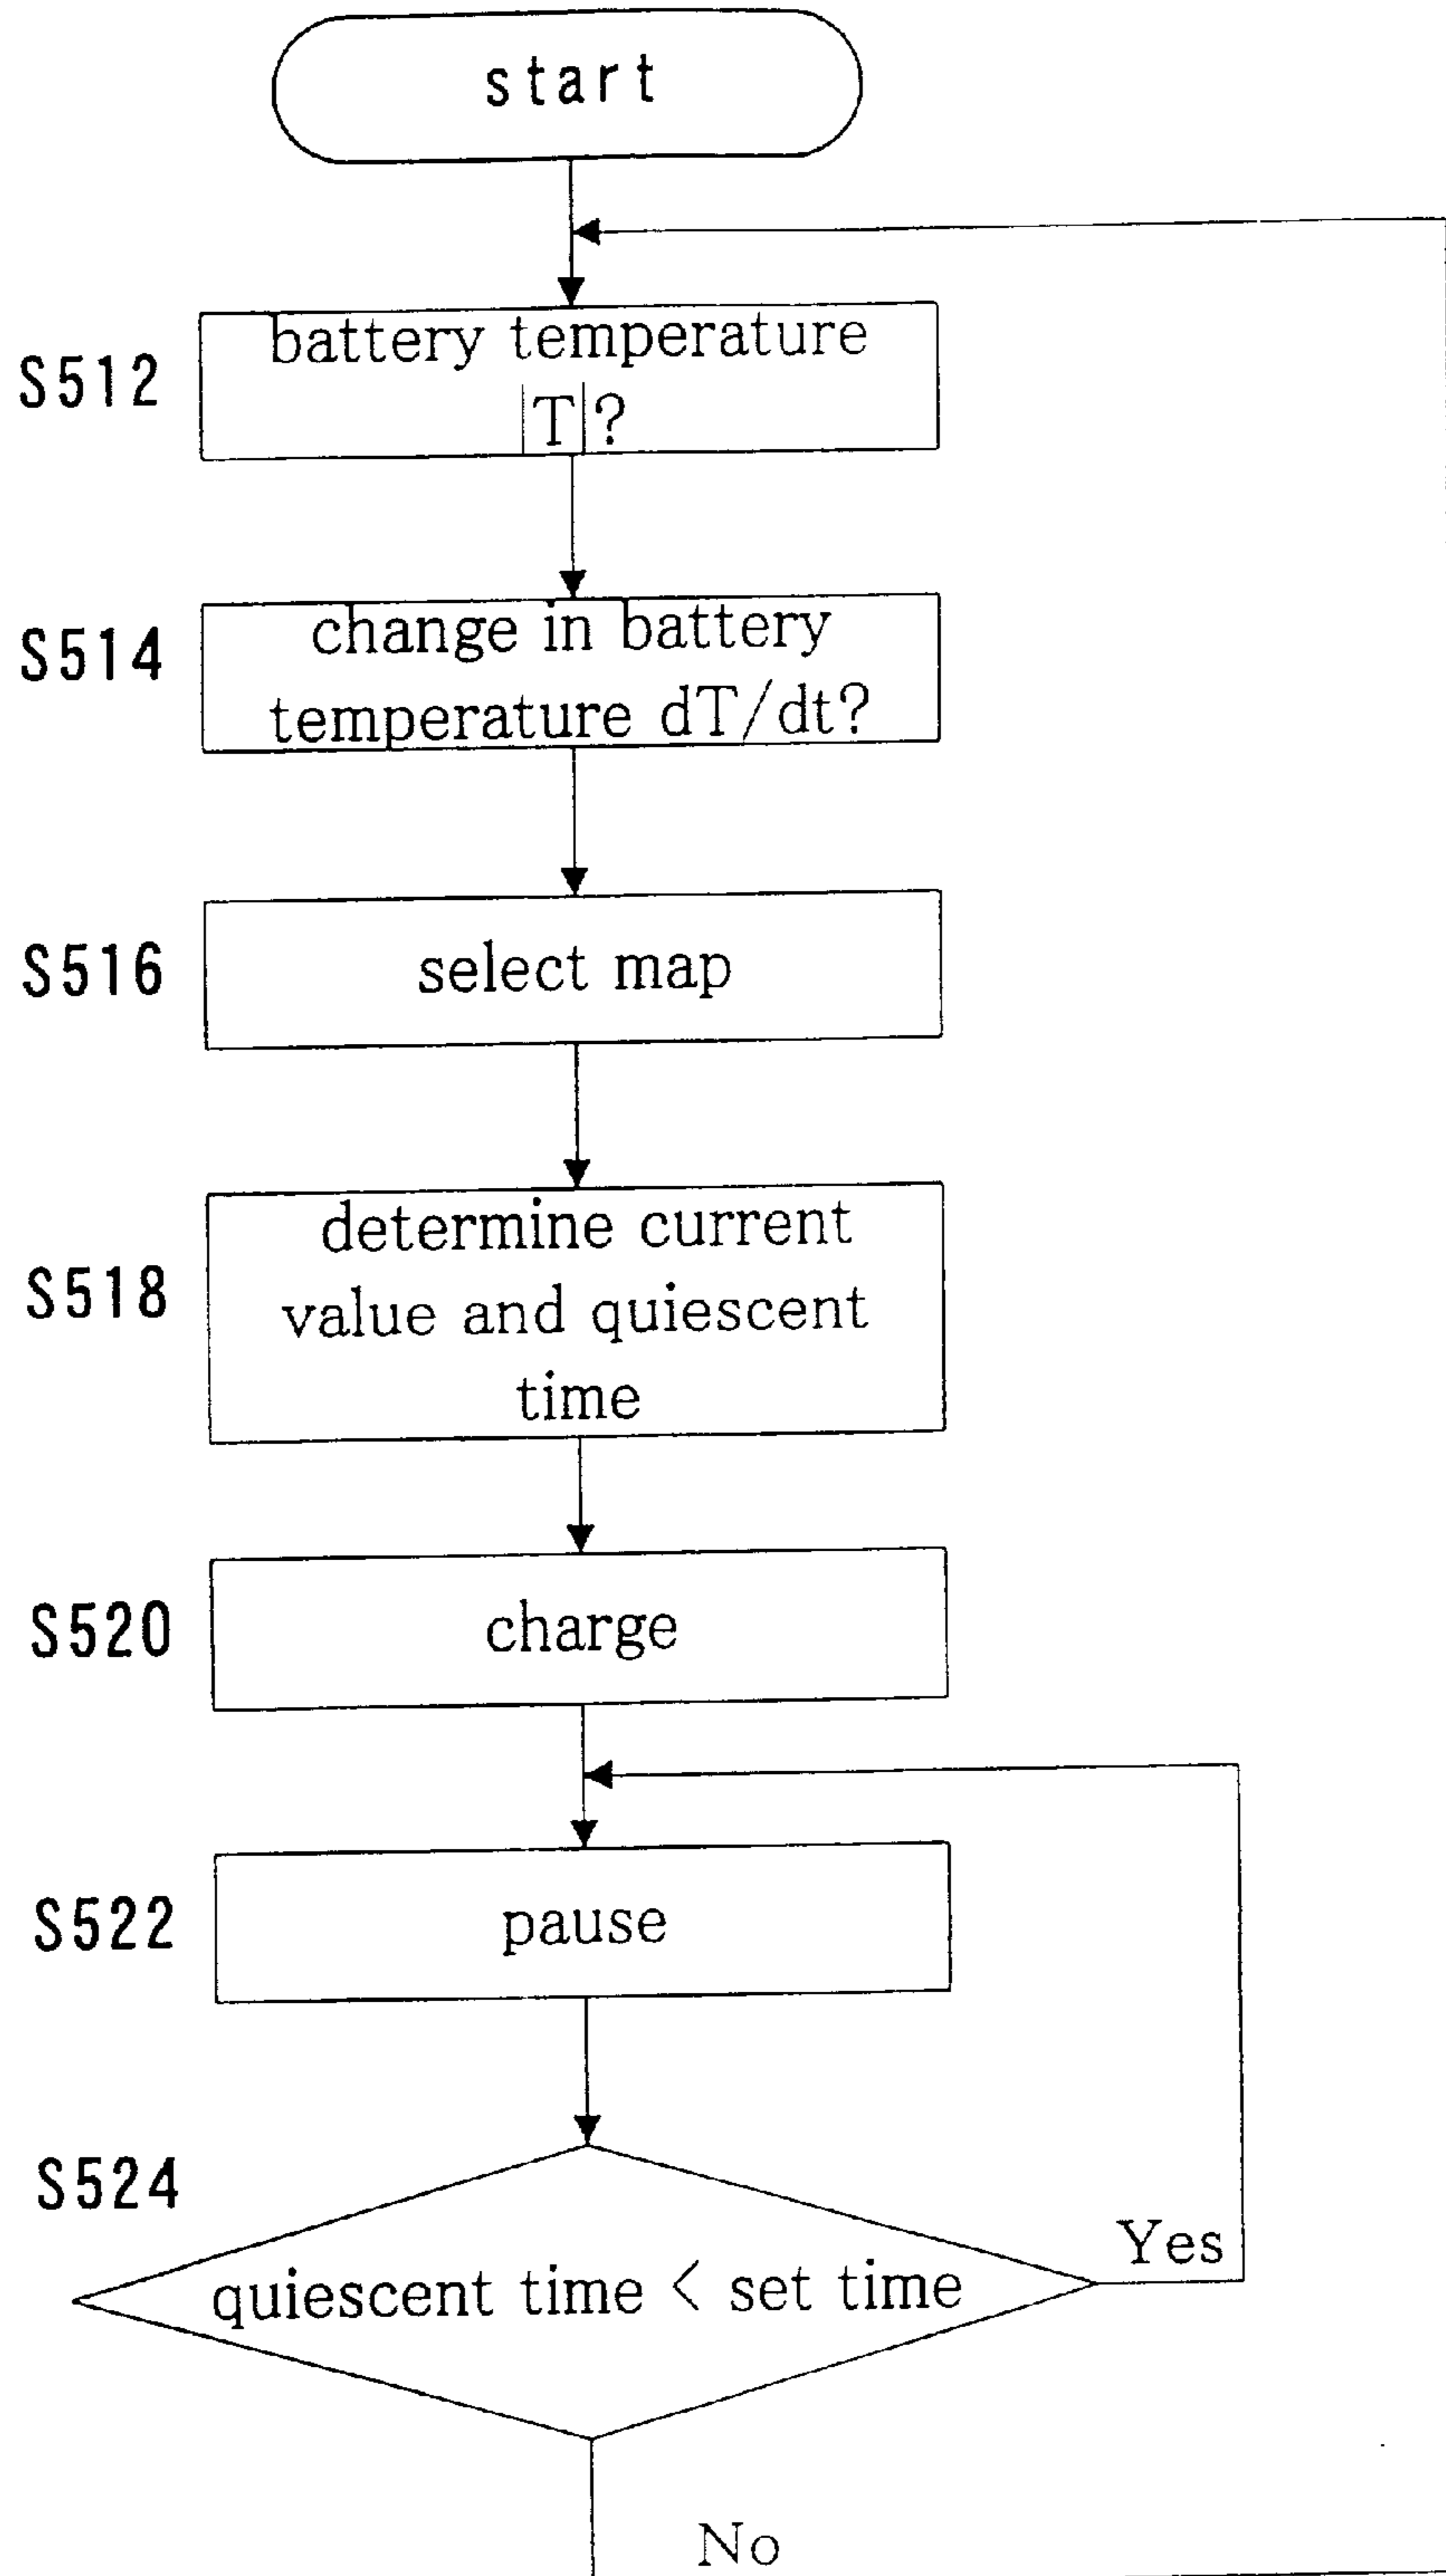 start
S512
battery temperature
|T|?
S514
change in battery
temperature dT/dt?
S516
select map
S518
determine current
value and quiescent
time
S520
charge
S522
pause
S524
quiescent time < set time
Yes
No